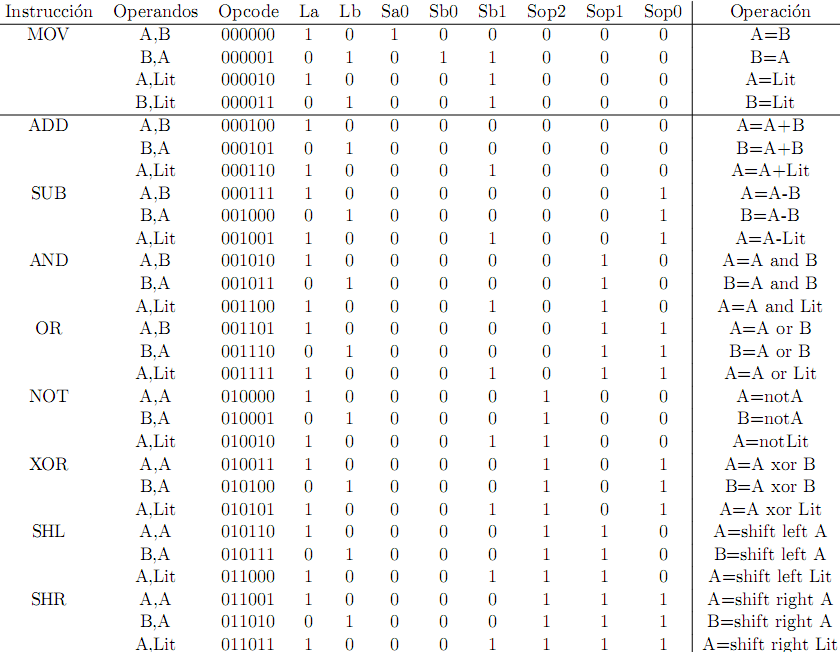 Instrucción Operandos Opcode La Lb Sa0 Sb0 Sb1 Sop2 Sop1 Sop0 Operación
MOV A,B 000000 1 0 1 0 0 0 0 0 A=B
B,A 000001 0 1 0 1 1 0 0 0 B=A
A,Lit 000010 1 0 0 0 1 0 0 0 A=Lit
B,Lit 000011 0 1 0 0 1 0 0 0 B=Lit
ADD A,B 000100 1 0 0 0 0 0 0 0 A=A+B
B,A 000101 0 1 0 0 0 0 0 0 B=A+B
A,Lit 000110 1 0 0 0 1 0 0 0 A=A+Lit
SUB A,B 000111 1 0 0 0 0 0 0 1 A=A-B
B,A 001000 0 1 0 0 0 0 0 1 B=A-B
A,Lit 001001 1 0 0 0 1 0 0 1 A=A-Lit
AND A,B 001010 1 0 0 0 0 0 1 0 A=A and B
B,A 001011 0 1 0 0 0 0 1 0 B=A and B
A,Lit 001100 1 0 0 0 1 0 1 0 A=A and Lit
OR A,B 001101 1 0 0 0 0 0 1 1 A=A or B
B,A 001110 0 1 0 0 0 0 1 1 B=A or B
A,Lit 001111 1 0 0 0 1 0 1 1 A=A or Lit
NOT A,A 010000 1 0 0 0 0 1 0 0 A=notA
B,A 010001 0 1 0 0 0 1 0 0 B=notA
A,Lit 010010 1 0 0 0 1 1 0 0 A=notLit
XOR A,A 010011 1 0 0 0 0 1 0 1 A=A xor B
B,A 010100 0 1 0 0 0 1 0 1 B=A xor B
A,Lit 010101 1 0 0 0 1 1 0 1 A=A xor Lit
SHL A,A 010110 1 0 0 0 0 1 1 0 A=shift left A
B,A 010111 0 1 0 0 0 1 1 0 B=shift left A
A,Lit 011000 1 0 0 0 1 1 1 0 A=shift left Lit
SHR A,A 011001 1 0 0 0 0 1 1 1 A=shift right A
B,A 011010 0 1 0 0 0 1 1 1 B=shift right A
A,Lit 011011 1 0 0 0 1 1 1 1 A=shift right Lit